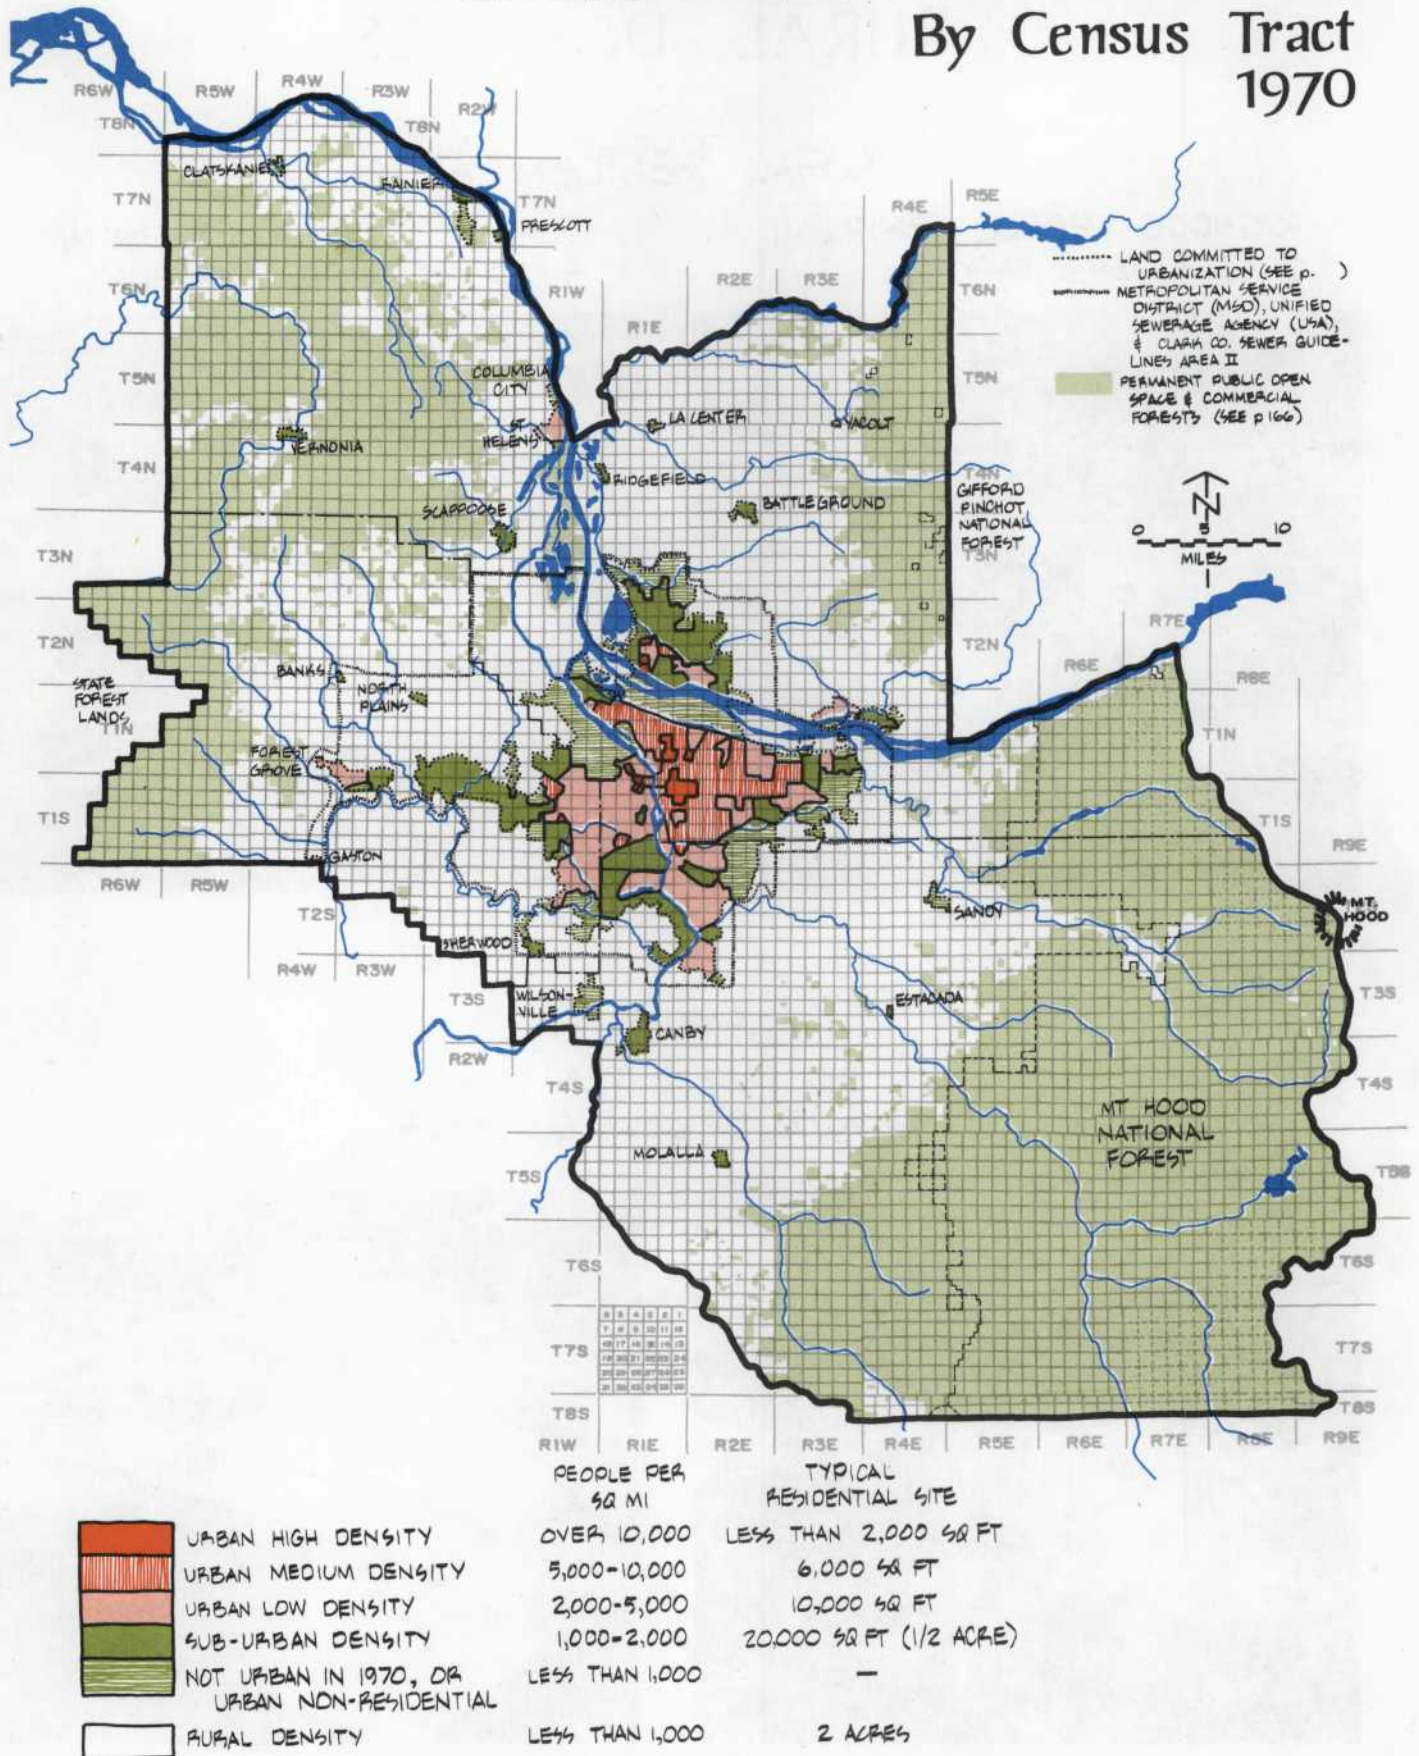 By Census Tract
1970
R6W
R5W
R4W
R3W
R2W
T8N
T8N
CLATSKANIE
RAINIER
T7N
T7N
PRESCOTT
R4E
R5E
LAND COMMITTED TO
URBANIZATION (SEE p. )
METROPOLITAN SERVICE
DISTRICT (MSD), UNIFIED
SEWERAGE AGENCY (USA),
& CLARK CO. SEWER GUIDE-
LINES AREA II
PERMANENT PUBLIC OPEN
SPACE & COMMERCIAL
FORESTS (SEE p 166)
T6N
R1W
R2E
R3E
T6N
R1E
T5N
COLUMBIA
CITY
T5N
ST
HELENS
LA CENTER
YACOLT
VERNONIA
T4N
T4N
RIDGEFIELD
GIFFORD
PINCHOT
NATIONAL
FOREST
SCAPPOOSE
BATTLEGROUND
N
0 5 10
MILES
T3N
T3N
T2N
T2N
R7E
R6E
R8E
BANKS
NORTH
PLAINS
STATE
FOREST
LANDS
T1N
T1N
FOREST
GROVE
T1S
T1S
GASTON
R9E
R6W
R5W
T2S
SANDY
MT.
HOOD
SHERWOOD
R4W
R3W
T3S
WILSON-
VILLE
ESTACADA
T3S
CANBY
R2W
T4S
T4S
MT HOOD
NATIONAL
FOREST
MOLALLA
T5S
T5S
T6S
T6S
T7S
T7S
T8S
T8S
R1W
R1E
R2E
R3E
R4E
R5E
R6E
R7E
R8E
R9E
PEOPLE PER
SQ MI
TYPICAL
RESIDENTIAL SITE
URBAN HIGH DENSITY OVER 10,000 LESS THAN 2,000 SQ FT
URBAN MEDIUM DENSITY 5,000-10,000 6,000 SQ FT
URBAN LOW DENSITY 2,000-5,000 10,000 SQ FT
SUB-URBAN DENSITY 1,000-2,000 20,000 SQ FT (1/2 ACRE)
NOT URBAN IN 1970, OR LESS THAN 1,000 —
URBAN NON-RESIDENTIAL
RURAL DENSITY LESS THAN 1,000 2 ACRES